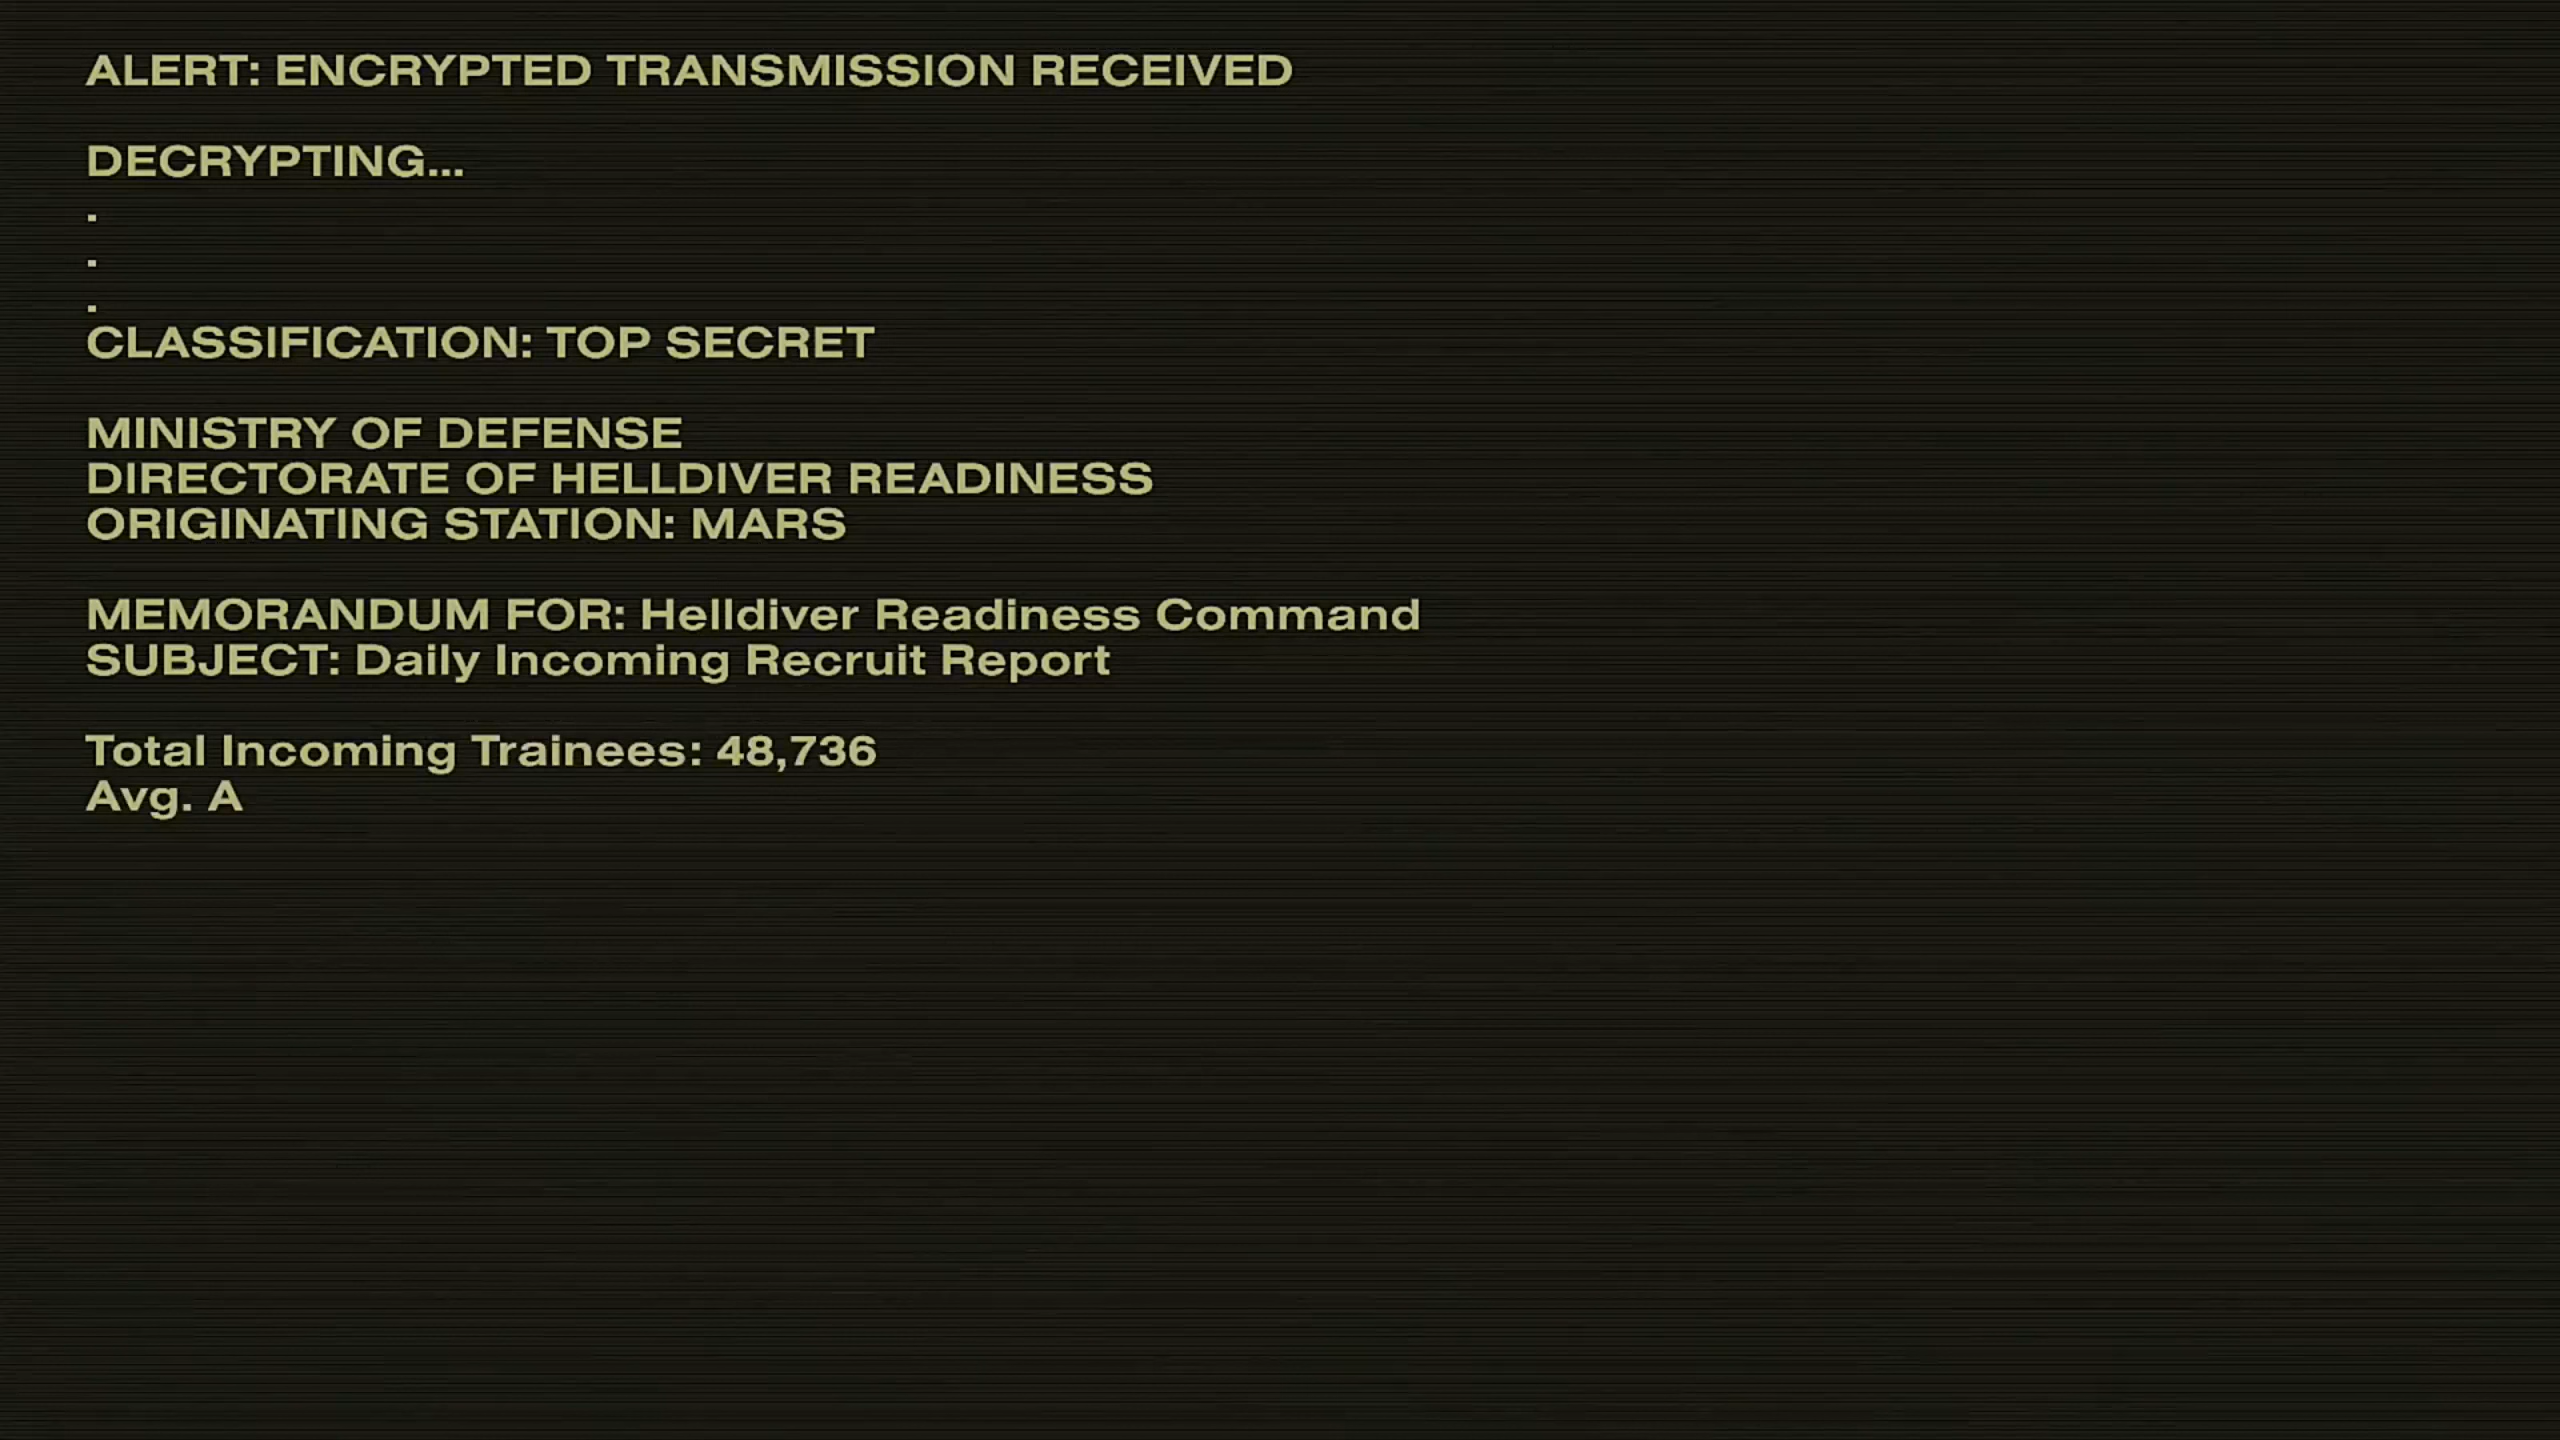 ALERT: ENCRYPTED TRANSMISSION RECEIVED
DECRYPTING...
.
.
.
CLASSIFICATION: TOP SECRET
MINISTRY OF DEFENSE
DIRECTORATE OF HELLDIVER READINESS
ORIGINATING STATION: MARS
MEMORANDUM FOR: Helldiver Readiness Command
SUBJECT: Daily Incoming Recruit Report
Total Incoming Trainees: 48,736
Avg. A